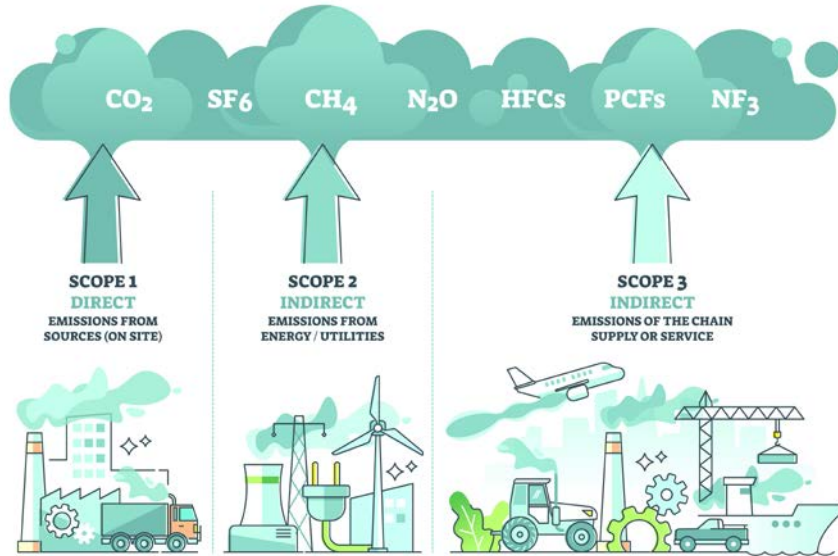 CO₂ SF₆ CH₄ N₂O HFCs PCFs NF₃
SCOPE 1
DIRECT
EMISSIONS FROM
SOURCES (ON SITE)
SCOPE 2
INDIRECT
EMISSIONS FROM
ENERGY / UTILITIES
SCOPE 3
INDIRECT
EMISSIONS OF THE CHAIN
SUPPLY OR SERVICE